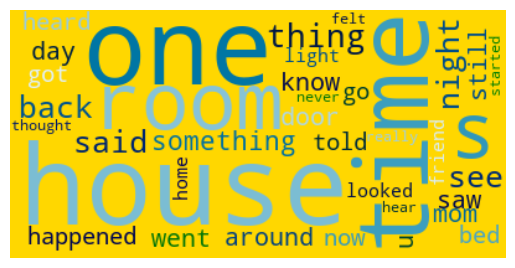 heard
one
thing
time
night
still
felt
started
day
light
got
room
know
go
never
back
door
thought
said
something
told
really
friend
s
house
home
looked
see
saw
hear
mom
happened
went
around
now
u
bed